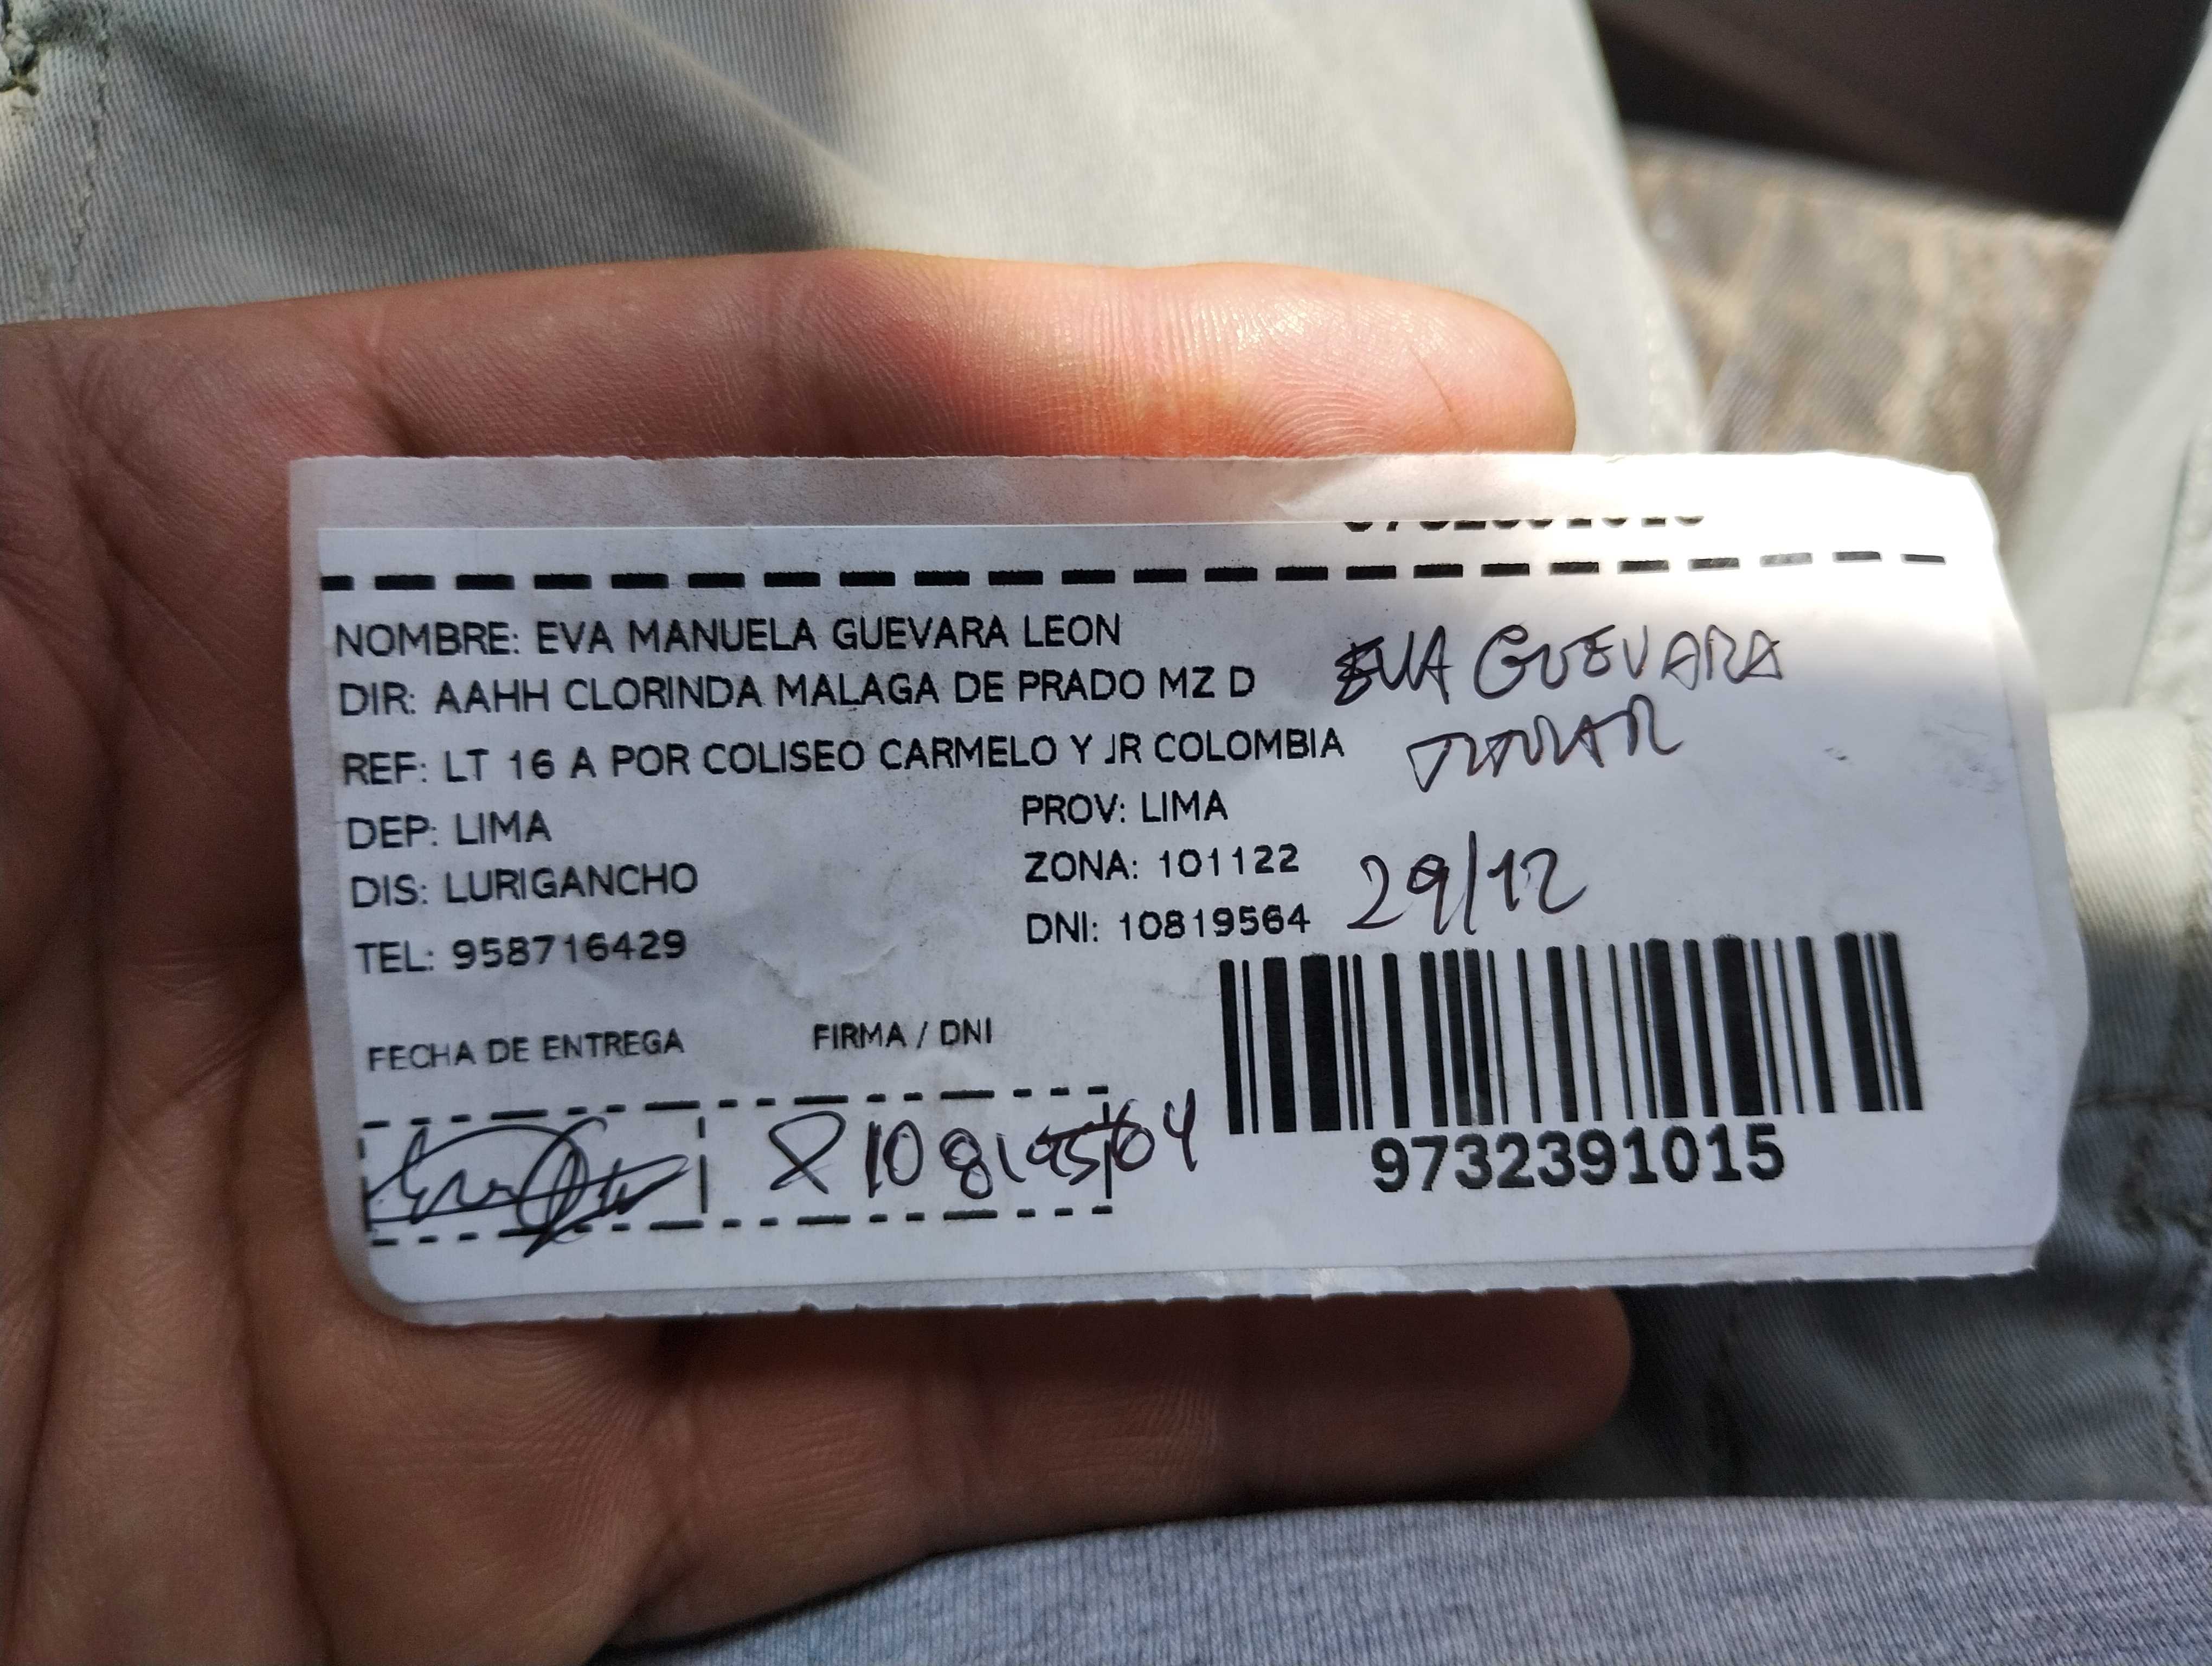 NOMBRE: EVA MANUELA GUEVARA LEON
DIR: AAHH CLORINDA MALAGA DE PRADO MZ D
REF: LT 16 A POR COLISEO CARMELO Y JR COLOMBIA
DEP: LIMA
PROV: LIMA
DIS: LURIGANCHO
ZONA: 101122
TEL: 958716429
DNI: 10819564
EVA GUEVARA
29/12
FECHA DE ENTREGA
FIRMA / DNI
9732391015